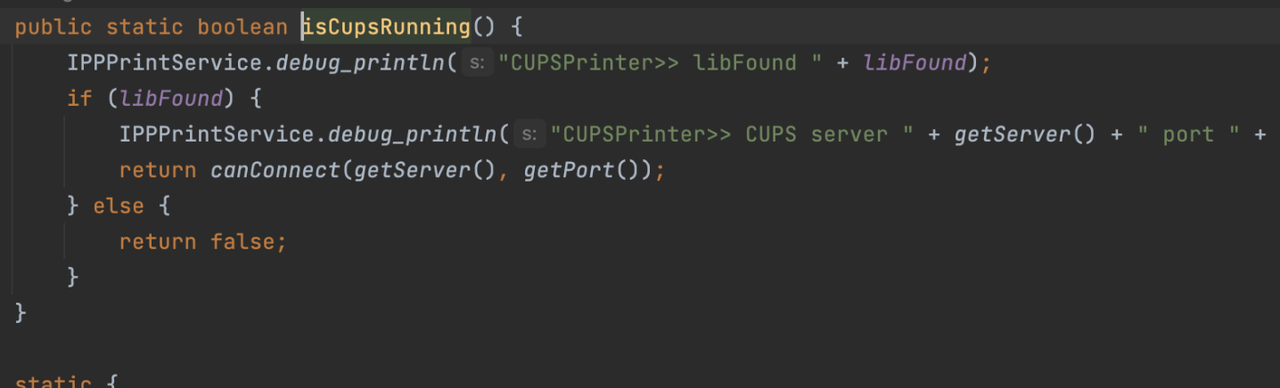 public static boolean isCupsRunning() {
IPPPrintService.debug_println( s: "CUPSPrinter>> libFound " + libFound);
if (libFound) {
IPPPrintService.debug_println( s: "CUPSPrinter>> CUPS server " + getServer() + " port " +
return canConnect(getServer(), getPort());
} else {
return false;
}
}
static {